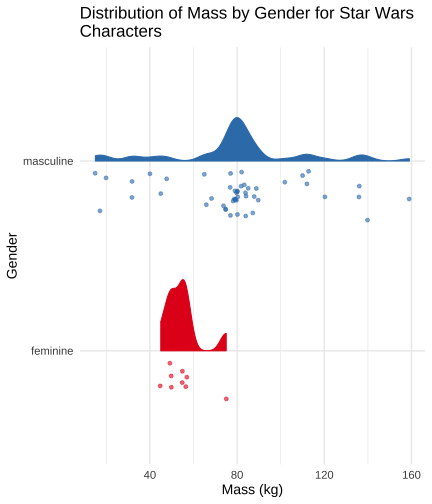 Distribution of Mass by Gender for Star Wars
Characters
Gender
masculine
feminine
40
80
120
160
Mass (kg)